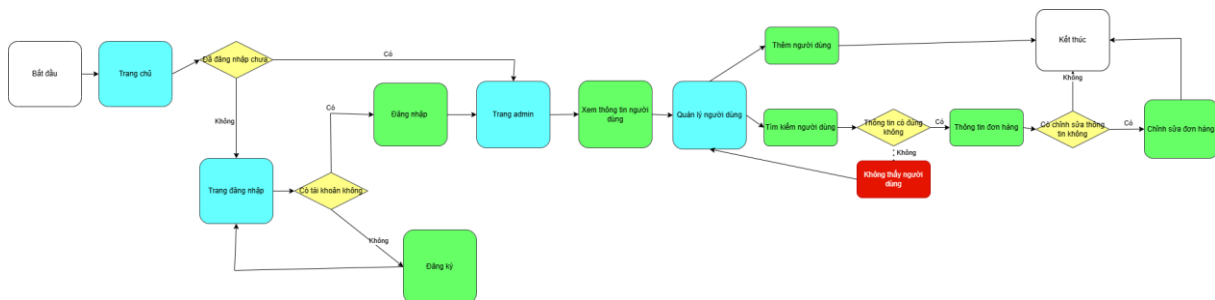 Bắt đầu
Trang chủ
Đã đăng nhập chưa
Có
Không
Trang đăng nhập
Có tài khoản không
Có
Không
Đăng nhập
Đăng ký
Trang admin
Xem thông tin người
dùng
Quản lý người dùng
Thêm người dùng
Tìm kiếm người dùng
Thông tin có đúng
không
Có
Không
Không thấy người
dùng
Thông tin đơn hàng
Có chỉnh sửa thông
tin không
Không
Có
Chỉnh sửa đơn hàng
Kết thúc